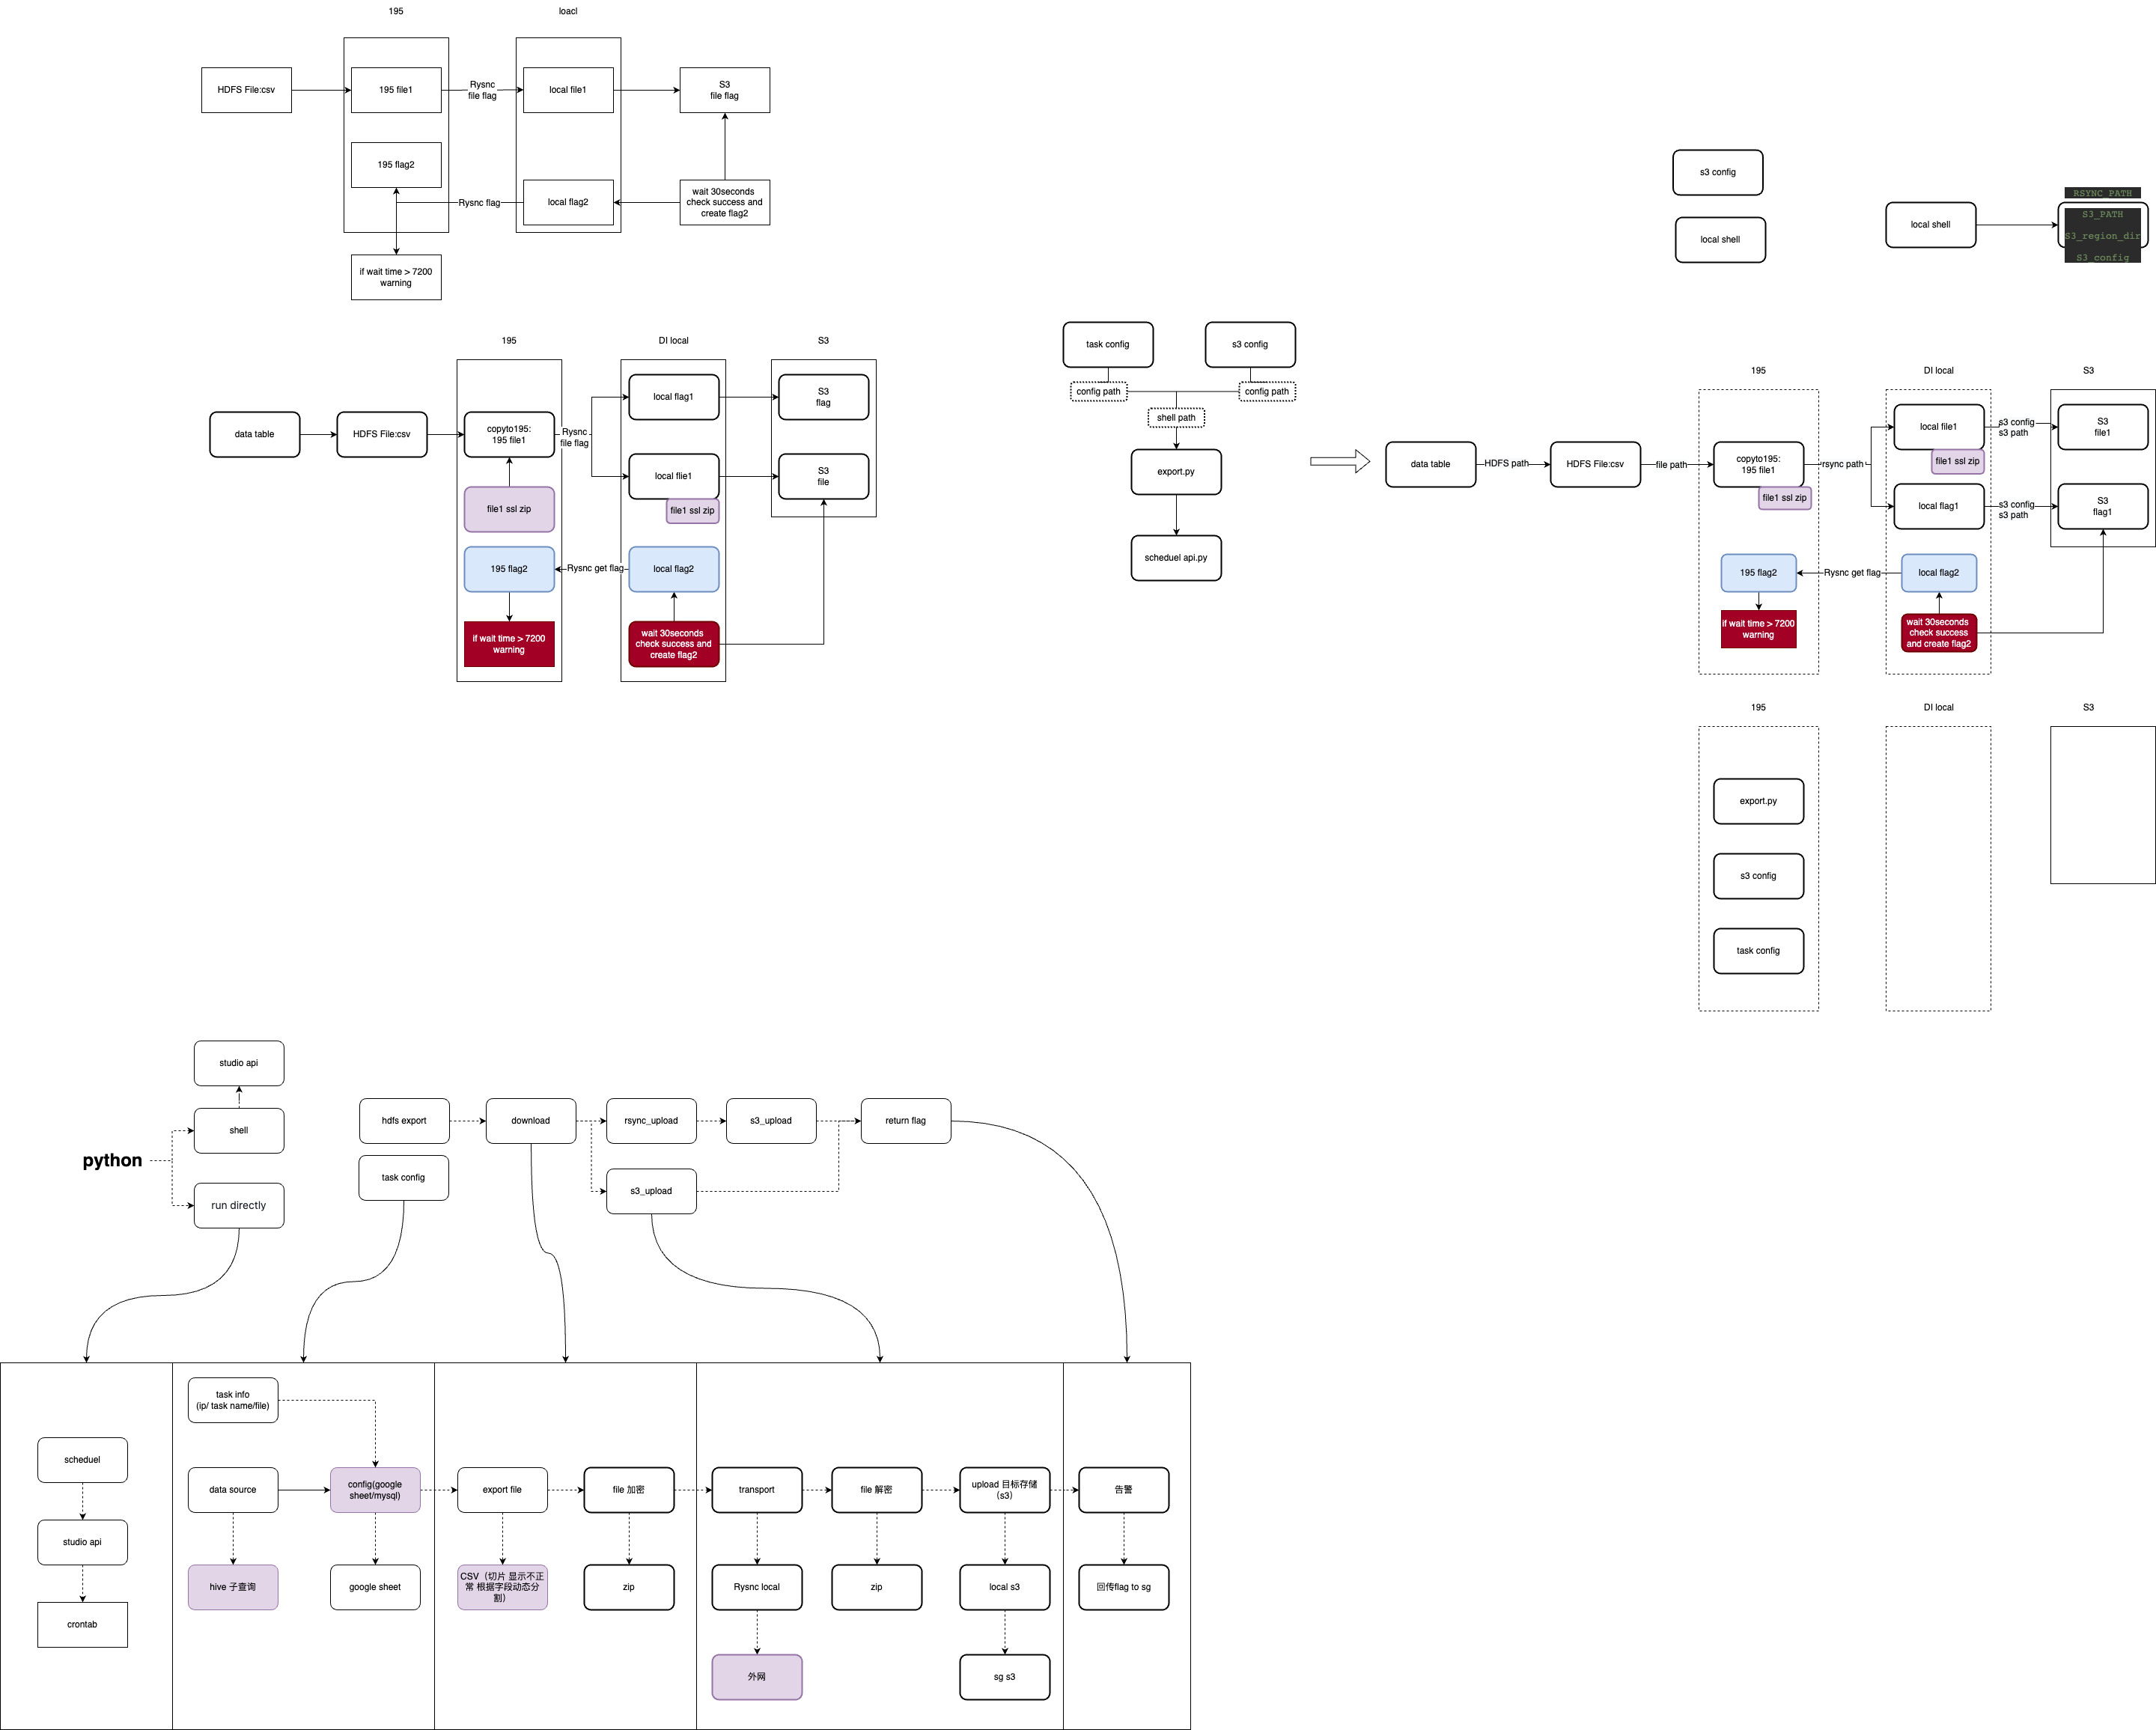 195
loacl
HDFS File:csv
195 file1
Rysnc
file flag
local file1
S3
file flag
195 flag2
Rysnc flag
local flag2
wait 30seconds
check success and
create flag2
if wait time > 7200
warning
s3 config
local shell
local shell
RSYNC_PATH
S3_PATH
S3_region_dir
S3_config
195
DI local
S3
data table
HDFS File:csv
copyto195:
195 file1
Rysnc
file flag
local flag1
S3
flag
local flie1
file1 ssl zip
S3
file
file1 ssl zip
195 flag2
Rysnc get flag
local flag2
if wait time > 7200
warning
wait 30seconds
check success and
create flag2
task config
s3 config
config path
config path
shell path
export.py
scheduel api.py
195
DI local
S3
data table
HDFS path
HDFS File:csv
file path
copyto195:
195 file1
file1 ssl zip
rsync path
local file1
file1 ssl zip
s3 config
s3 path
S3
file1
local flag1
s3 config
s3 path
S3
flag1
195 flag2
Rysnc get flag
local flag2
if wait time > 7200
warning
wait 30seconds
check success
and create flag2
195
DI local
S3
export.py
s3 config
task config
studio api
shell
python
run directly
hdfs export
download
rsync_upload
s3_upload
return flag
task config
s3_upload
scheduel
studio api
crontab
task info
(ip/ task name/file)
data source
config(google
sheet/mysql)
hive 子查询
google sheet
export file
file 加密
CSV（切片 显示不正
常 根据字段动态分
割）
zip
transport
file 解密
upload 目标存储
（s3）
Rysnc local
zip
local s3
外网
sg s3
告警
回传flag to sg